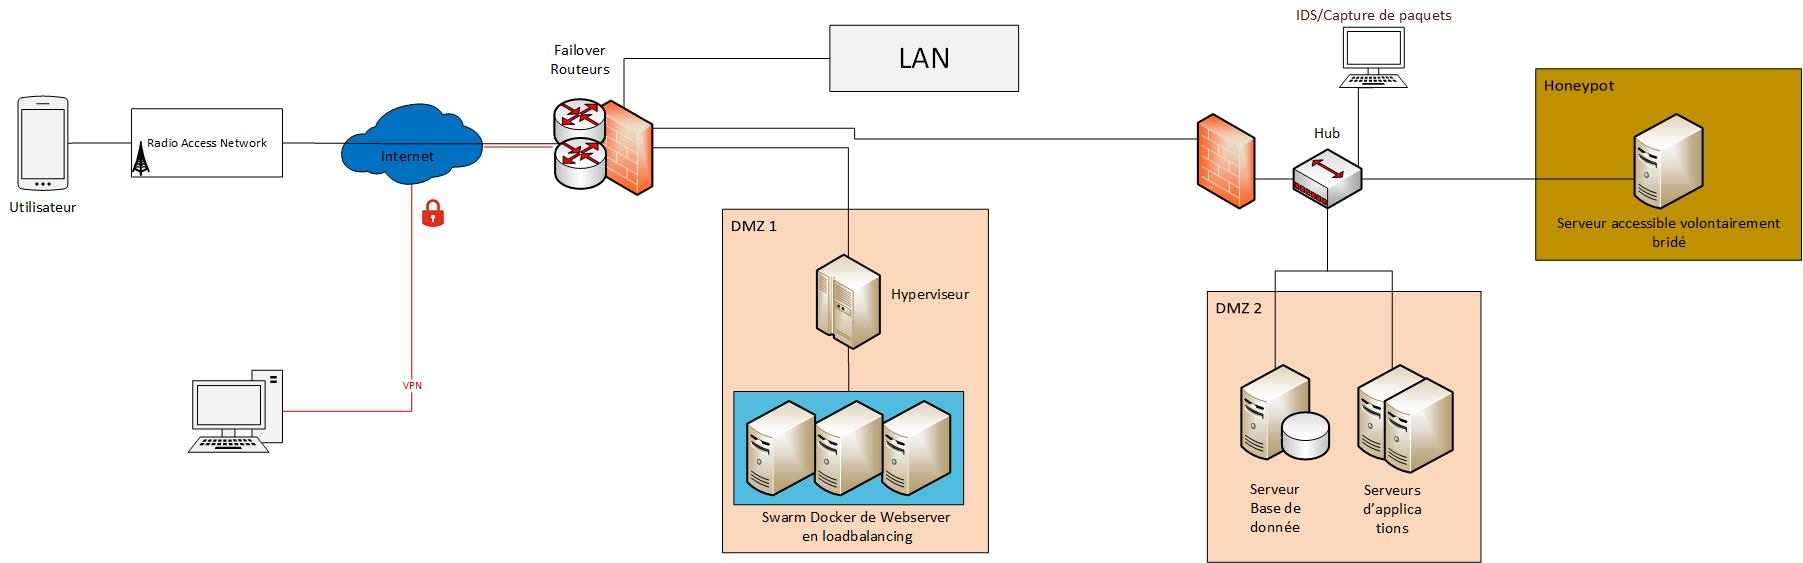 IDS/Capture de paquets
Failover
Routeurs
LAN
Honeypot
Radio Access Network
Internet
Hub
Utilisateur
Serveur accessible volontairement
bridé
DMZ 1
Hyperviseur
DMZ 2
VPN
Serveur
Base de
donnée
Serveurs
d’applica
tions
Swarm Docker de Webserver
en loadbalancing